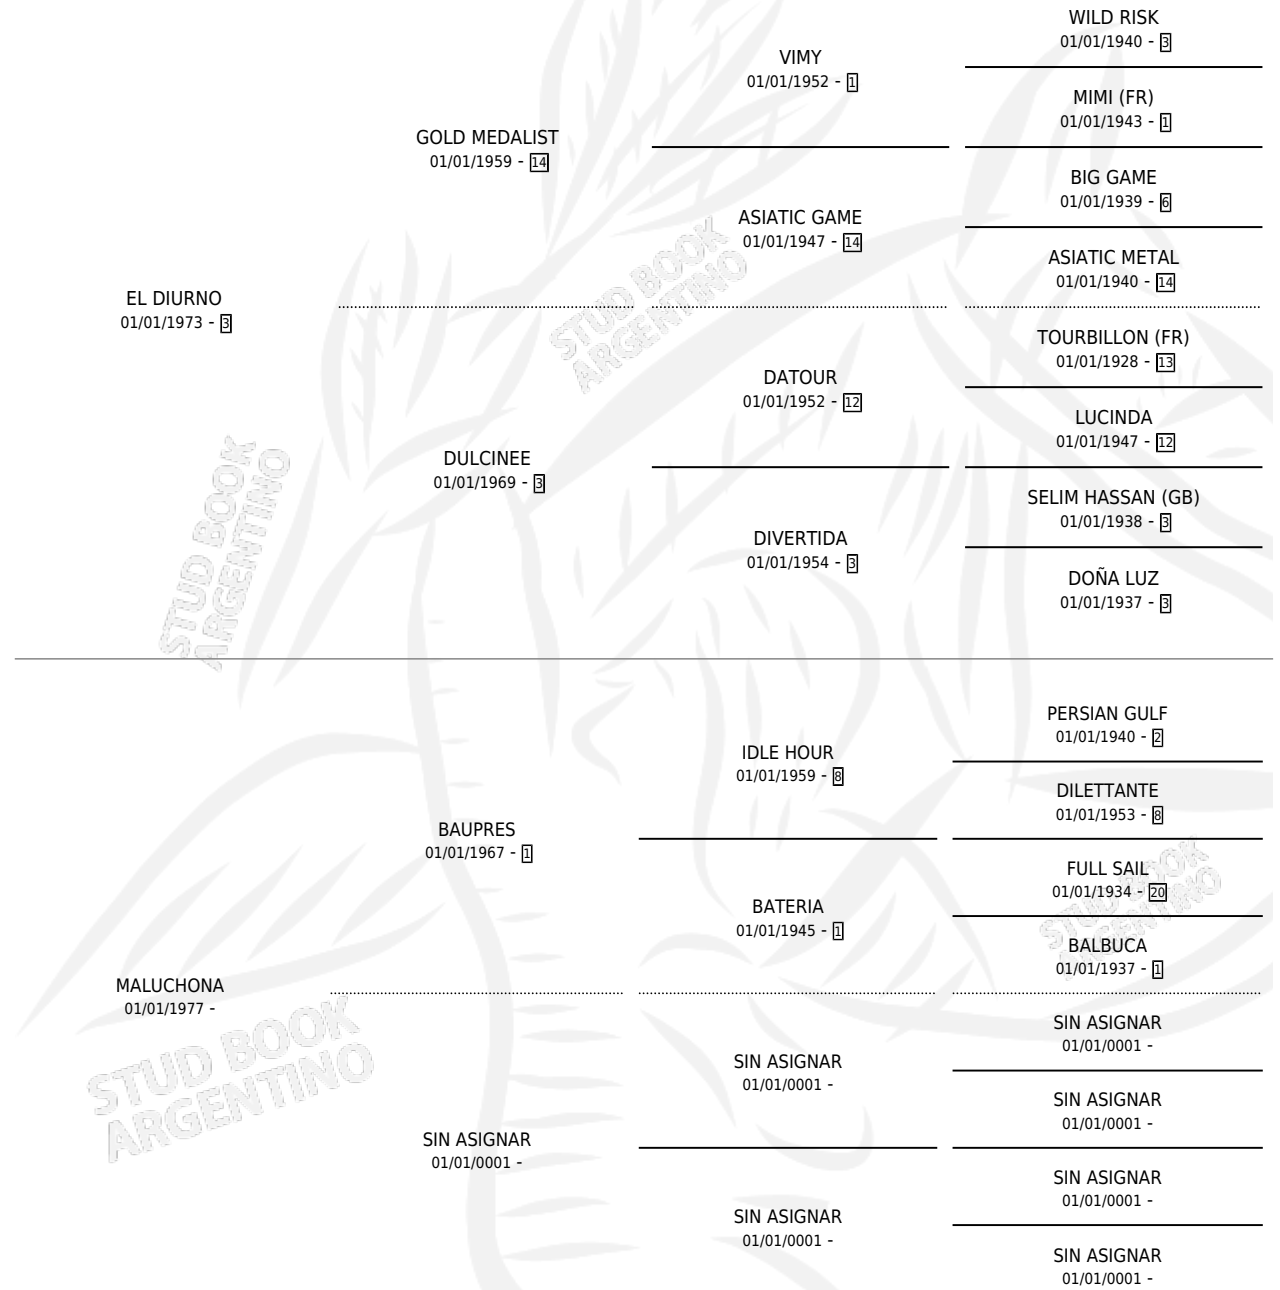 WILD RISK
01/01/1940 - 3
VIMY
01/01/1952 - 1
MIMI (FR)
01/01/1943 - 1
GOLD MEDALIST
01/01/1959 - 14
BIG GAME
01/01/1939 - 6
ASIATIC GAME
01/01/1947 - 14
ASIATIC METAL
01/01/1940 - 14
EL DIURNO
01/01/1973 - 3
TOURBILLON (FR)
01/01/1928 - 13
DATOUR
01/01/1952 - 12
LUCINDA
01/01/1947 - 12
DULCINEE
01/01/1969 - 3
SELIM HASSAN (GB)
01/01/1938 - 3
DIVERTIDA
01/01/1954 - 3
DOÑA LUZ
01/01/1937 - 3
PERSIAN GULF
01/01/1940 - 2
IDLE HOUR
01/01/1959 - 8
DILETTANTE
01/01/1953 - 8
BAUPRES
01/01/1967 - 1
FULL SAIL
01/01/1934 - 20
BATERIA
01/01/1945 - 1
BALBUCA
01/01/1937 - 1
MALUCHONA
01/01/1977 -
SIN ASIGNAR
01/01/0001 -
SIN ASIGNAR
01/01/0001 -
SIN ASIGNAR
01/01/0001 -
SIN ASIGNAR
01/01/0001 -
SIN ASIGNAR
01/01/0001 -
SIN ASIGNAR
01/01/0001 -
SIN ASIGNAR
01/01/0001 -
STUD BOOK
ARGENTINO
STUD BOOK
ARGENTINO
STUD BOOK
ARGENTINO
STUD BOOK
ARGENTINO